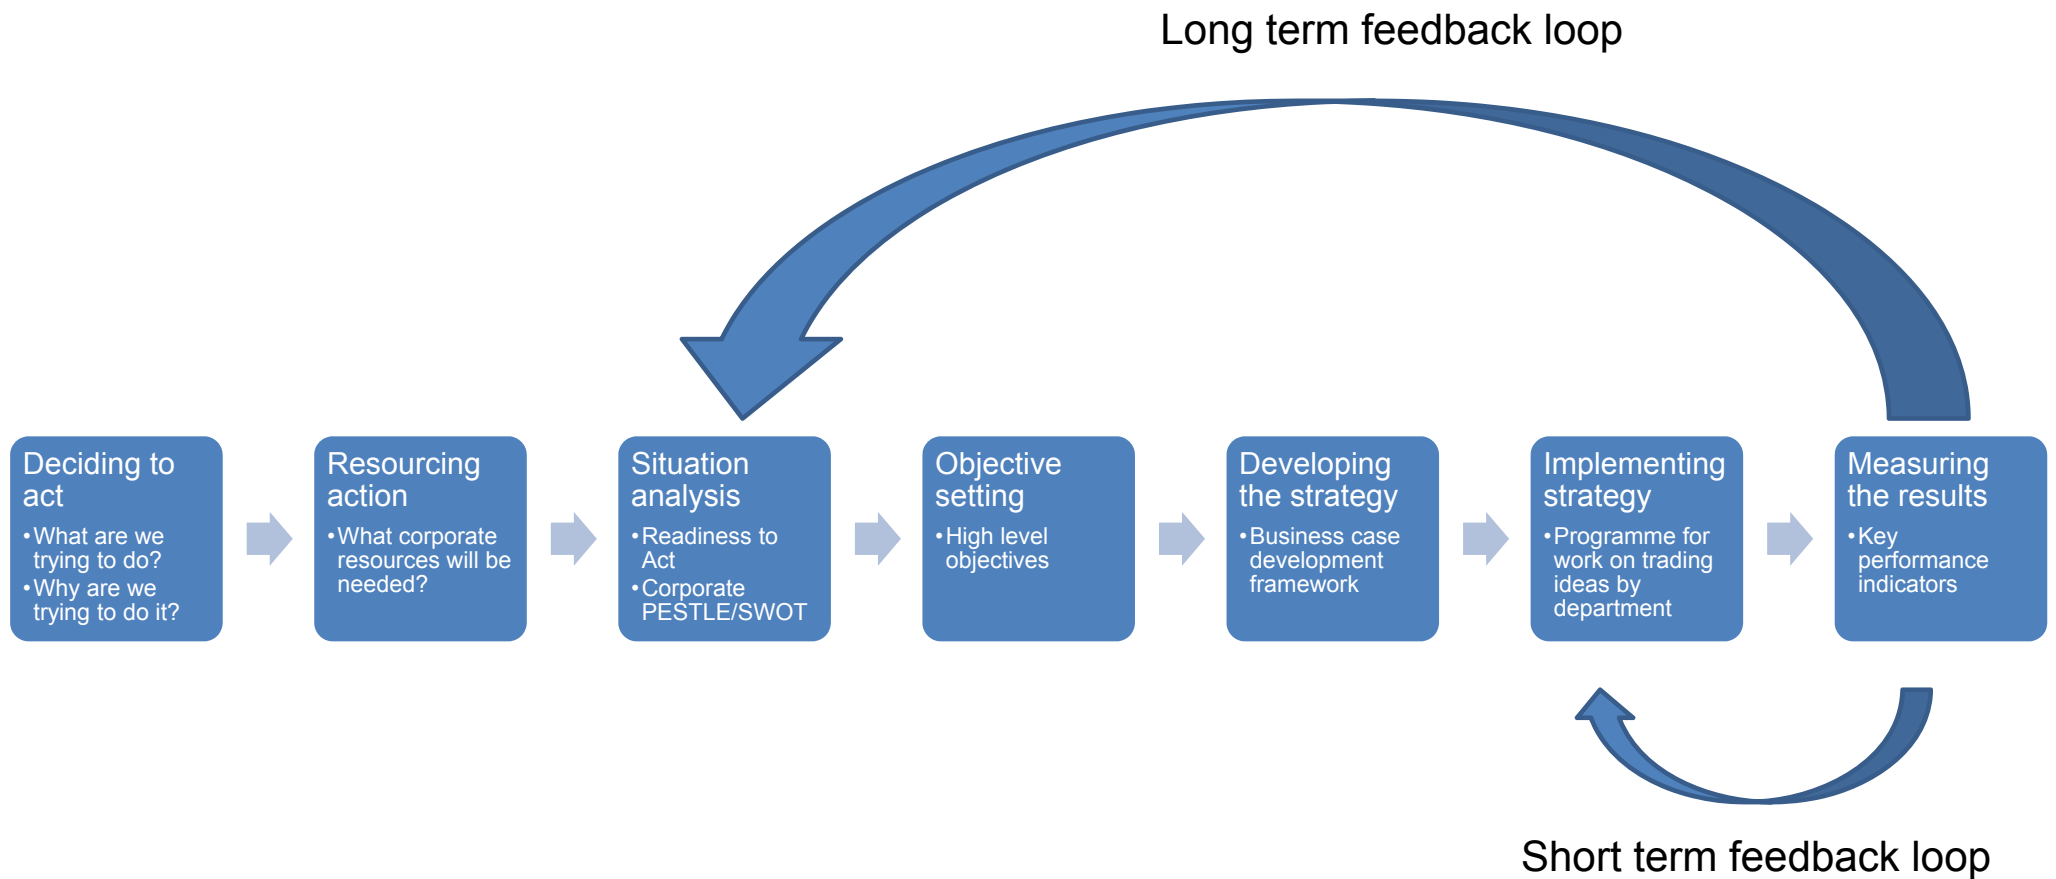 Long term feedback loop
Deciding to
act
•What are we
trying to do?
•Why are we
trying to do it?
Resourcing
action
•What corporate
resources will be
needed?
Situation
analysis
•Readiness to
Act
•Corporate
PESTLE/SWOT
Objective
setting
•High level
objectives
Developing
the strategy
•Business case
development
framework
Implementing
strategy
•Programme for
work on trading
ideas by
department
Measuring
the results
•Key
performance
indicators
Short term feedback loop